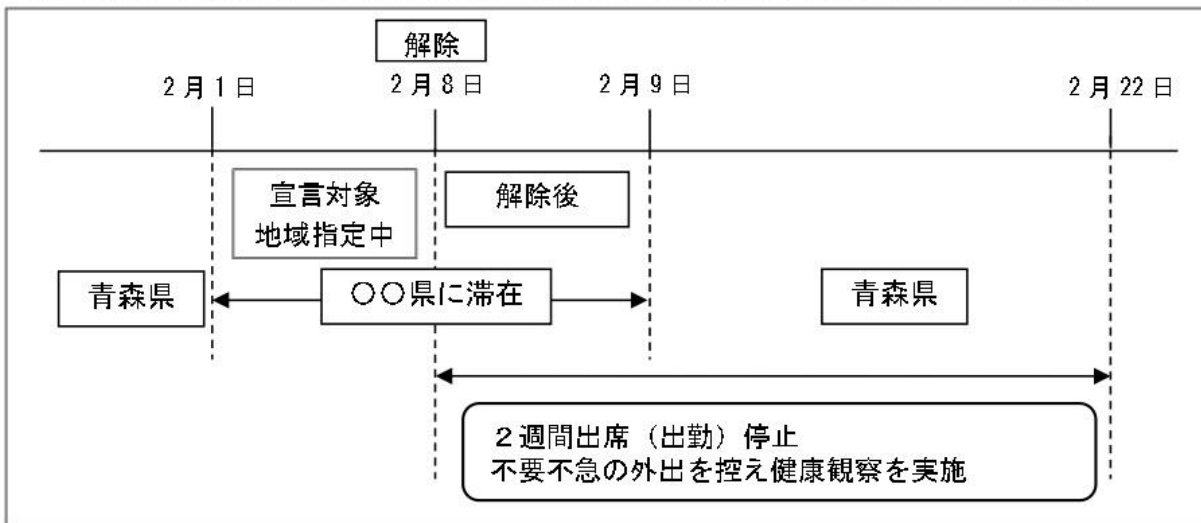 解除
2月1日
2月8日
2月9日
2月22日
宣言対象
地域指定中
解除後
青森県
〇〇県に滞在
青森県
2週間出席（出勤）停止
不要不急の外出を控え健康観察を実施